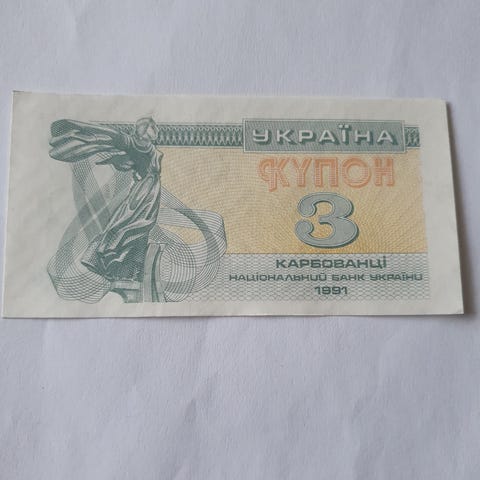 УКРАЇНА
КУПОН
3
КАРБОВАНЦІ
НАЦІОНАЛЬНИЙ БАНК УКРАЇНИ
1991